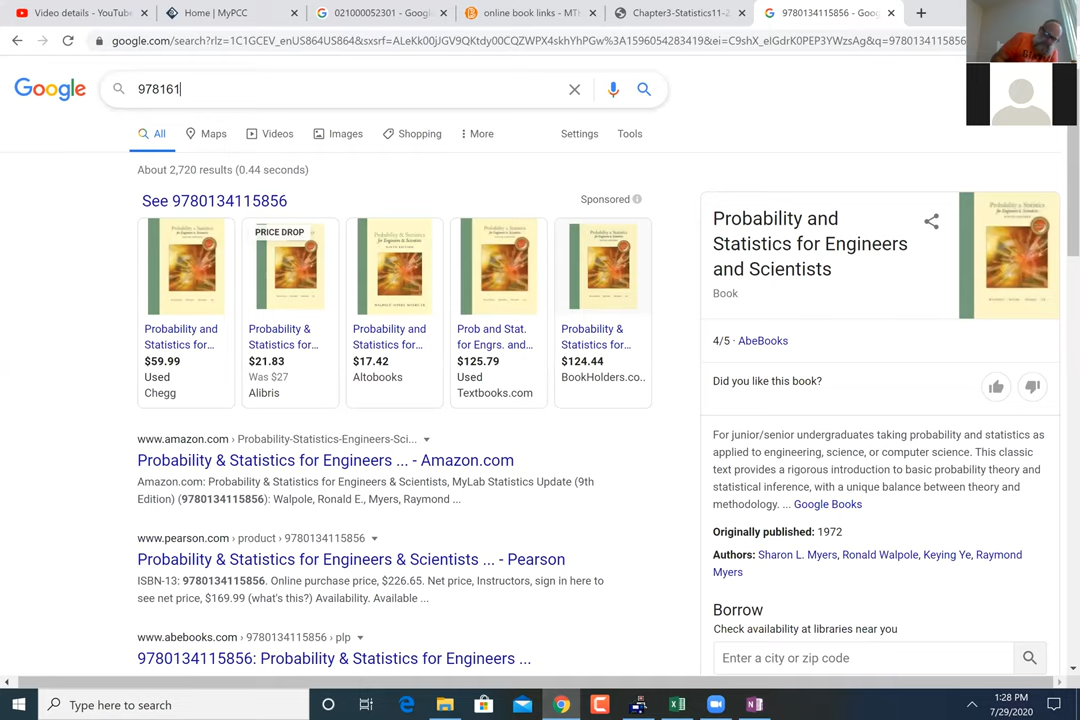 Video details - YouTube
Home | MyPCC
021000052301 - Google
online book links - MTH
Chapter3-Statistics11-2
9780134115856 - Goo
google.com/search?rlz=1C1GCEV_enUS864US864&sxsrf=ALeKk00jJGV9QKtdy00CQZWPX4skhYhPGw%3A1596054283419&ei=C9shX_elGdrK0PEP3YWzsAg&q=9780134115856
Google
978161
All
Maps
Videos
Images
Shopping
More
Settings
Tools
About 2,720 results (0.44 seconds)
See 9780134115856
Sponsored
PRICE DROP
Probability and
Statistics for...
$59.99
Used
Chegg
Probability &
Statistics for...
$21.83
Was $27
Alibris
Probability and
Statistics for...
$17.42
Altobooks
Prob and Stat.
for Engrs. and...
$125.79
Used
Textbooks.com
Probability &
Statistics for...
$124.44
BookHolders.co..
www.amazon.com › Probability-Statistics-Engineers-Sci...
Probability & Statistics for Engineers ... - Amazon.com
Amazon.com: Probability & Statistics for Engineers & Scientists, MyLab Statistics Update (9th
Edition) (9780134115856): Walpole, Ronald E., Myers, Raymond ...
www.pearson.com › product › 9780134115856
Probability & Statistics for Engineers & Scientists ... - Pearson
ISBN-13: 9780134115856. Online purchase price, $226.65. Net price, Instructors, sign in here to
see net price, $169.99 (what's this?) Availability. Available ...
www.abebooks.com › 9780134115856 › plp
9780134115856: Probability & Statistics for Engineers ...
Probability and
Statistics for Engineers
and Scientists
Book
4/5 · AbeBooks
Did you like this book?
For junior/senior undergraduates taking probability and statistics as
applied to engineering, science, or computer science. This classic
text provides a rigorous introduction to basic probability theory and
statistical inference, with a unique balance between theory and
methodology. ... Google Books
Originally published: 1972
Authors: Sharon L. Myers, Ronald Walpole, Keying Ye, Raymond
Myers
Borrow
Check availability at libraries near you
Enter a city or zip code
Type here to search
1:28 PM
7/29/2020